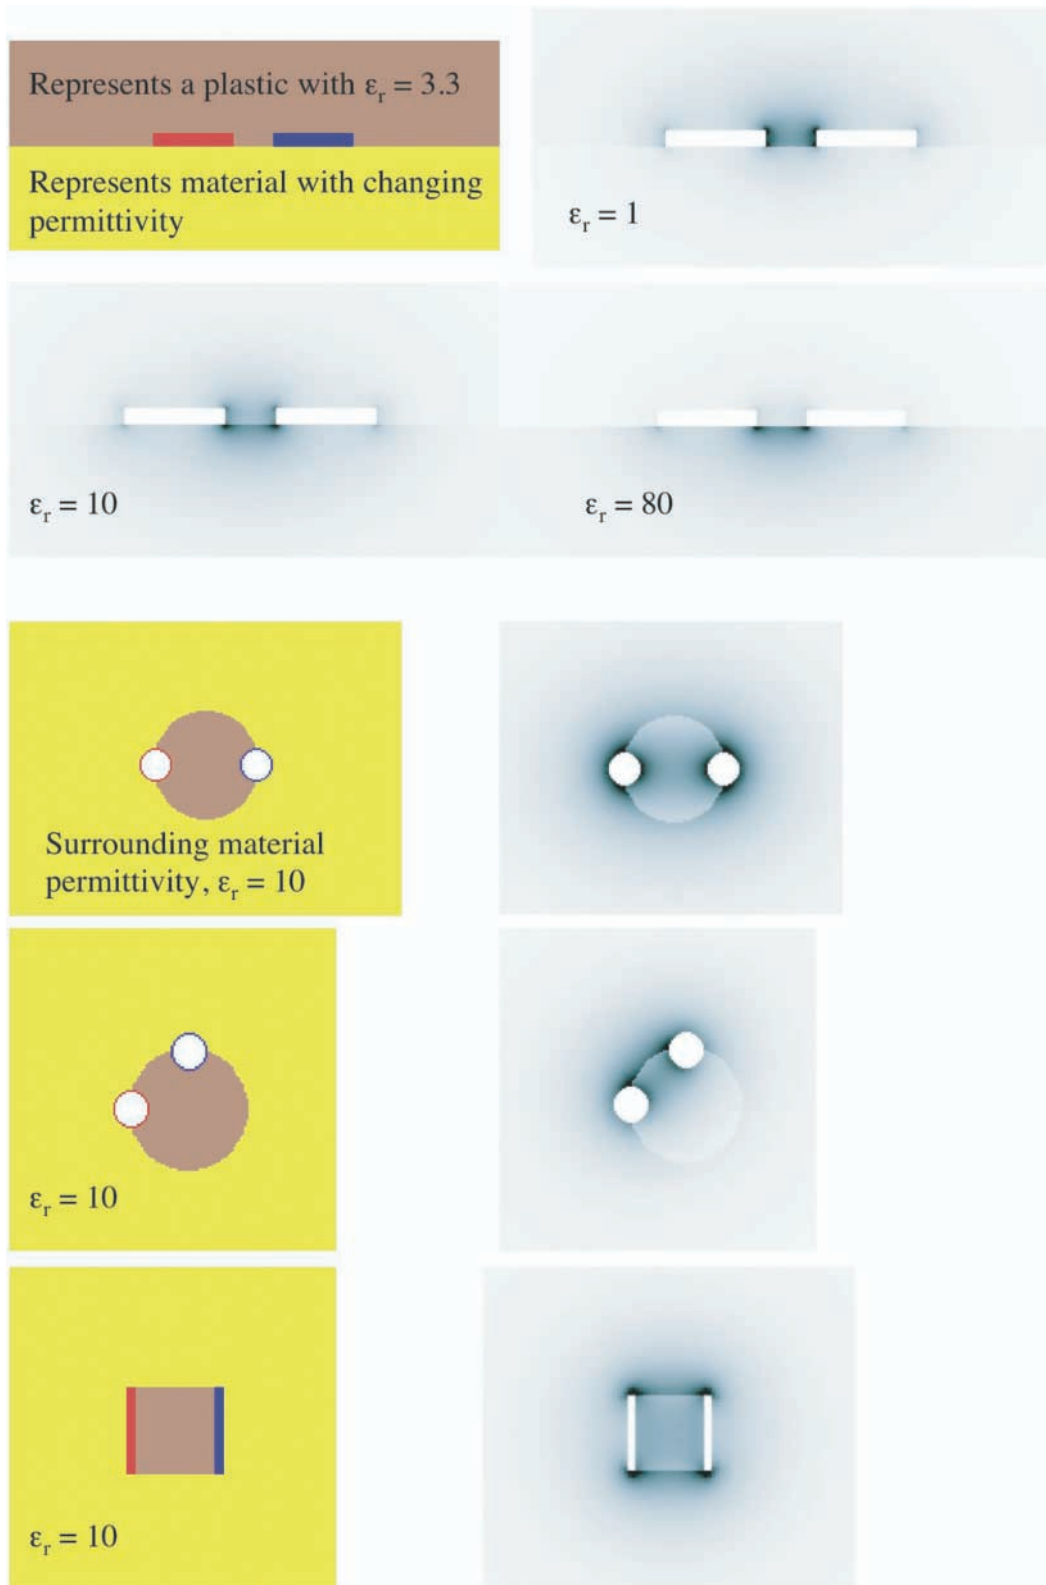 Represents a plastic with εr = 3.3
Represents material with changing
permittivity
εr = 1
εr = 10
εr = 80
Surrounding material
permittivity, εr = 10
εr = 10
εr = 10